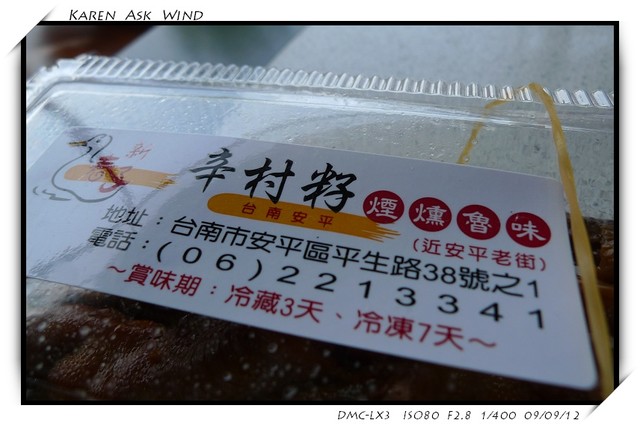 KAREN ASK WIND
新
辛村籽 煙燻魯味
台南安平
(近安平老街)
地址：台南市安平區平生路38號之1
電話：(06)2213341
～賞味期：冷藏3天、冷凍7天～
DMC-LX3 ISO80 F2.8 1/400 09/09/12